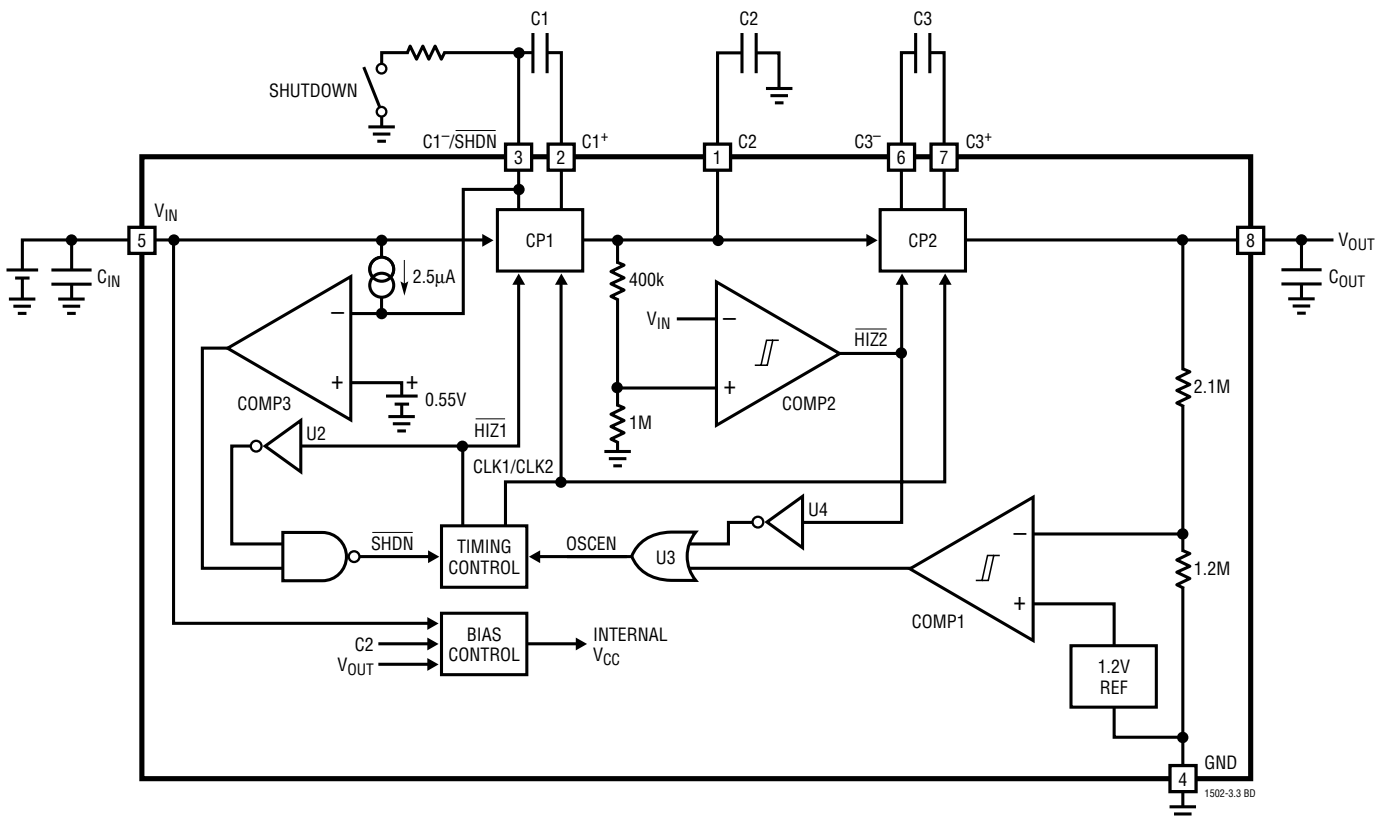 C1
C2
C3
SHUTDOWN
C1⁻/SHDN
3
2
C1⁺
1
C2
C3⁻
6
7
C3⁺
V_IN
5
CP1
CP2
8
V_OUT
C_IN
2.5µA
400k
C_OUT
V_IN
−
−
HIZ2
+
+
+
2.1M
COMP3
0.55V
COMP2
1M
U2
HIZ1
CLK1/CLK2
U4
SHDN
TIMING
CONTROL
OSCEN
U3
−
1.2M
+
COMP1
BIAS
CONTROL
INTERNAL
V_CC
C2
V_OUT
1.2V
REF
GND
4
1502-3.3 BD